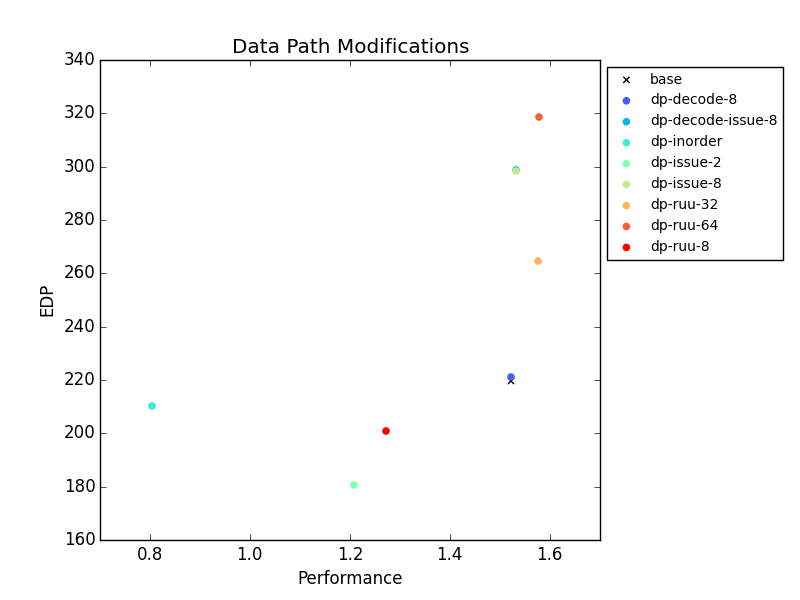 Data Path Modifications
340
320
300
280
260
240
220
200
180
160
EDP
0.8 1.0 1.2 1.4 1.6
Performance
base
dp-decode-8
dp-decode-issue-8
dp-inorder
dp-issue-2
dp-issue-8
dp-ruu-32
dp-ruu-64
dp-ruu-8